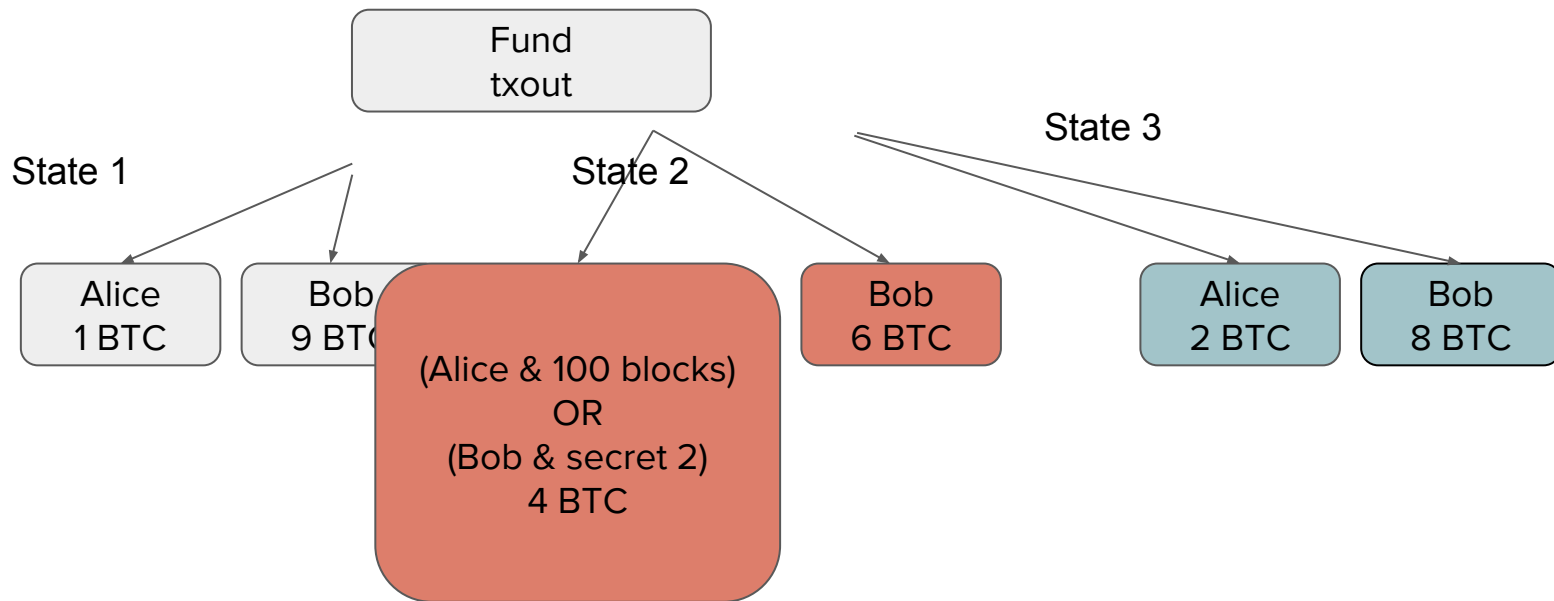 Fund
txout
State 1
State 2
State 3
Alice
1 BTC
Bob
9 BTC
(Alice & 100 blocks)
OR
(Bob & secret 2)
4 BTC
Bob
6 BTC
Alice
2 BTC
Bob
8 BTC